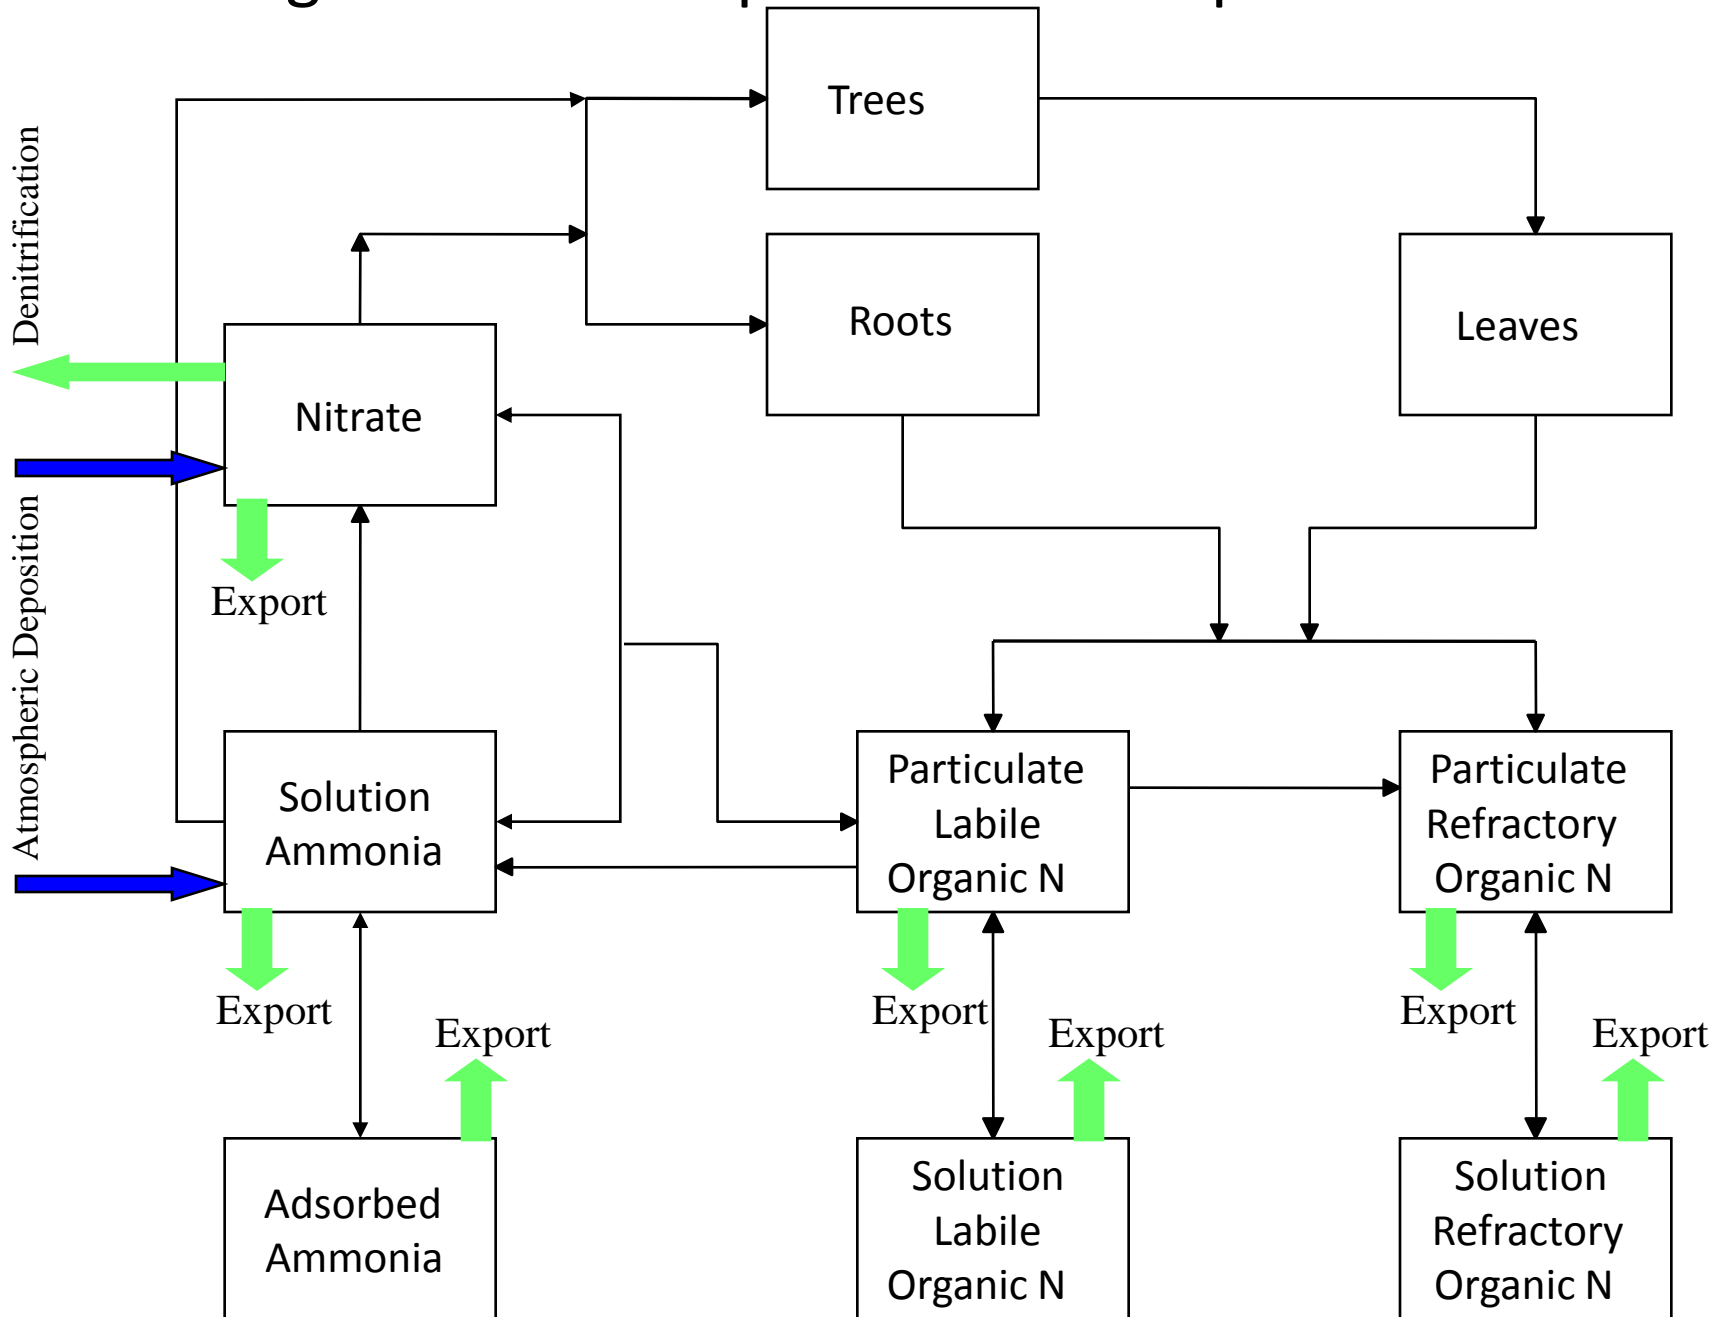 Trees
Denitrification
Roots
Leaves
Nitrate
Atmospheric Deposition
Export
Solution
Ammonia
Particulate
Labile
Organic N
Particulate
Refractory
Organic N
Export
Export
Export
Export
Export
Export
Adsorbed
Ammonia
Solution
Labile
Organic N
Solution
Refractory
Organic N